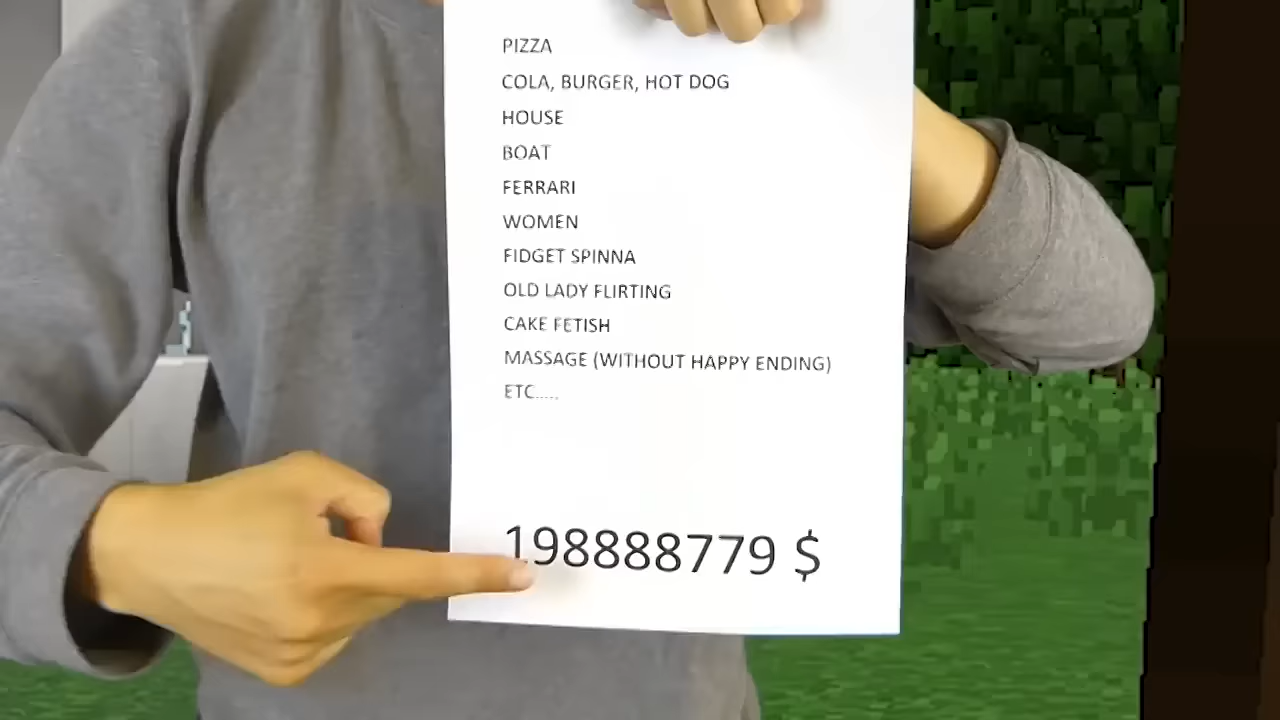 PIZZA
COLA, BURGER, HOT DOG
HOUSE
BOAT
FERRARI
WOMEN
FIDGET SPINNA
OLD LADY FLIRTING
CAKE FETISH
MASSAGE (WITHOUT HAPPY ENDING)
ETC.....
198888779 $